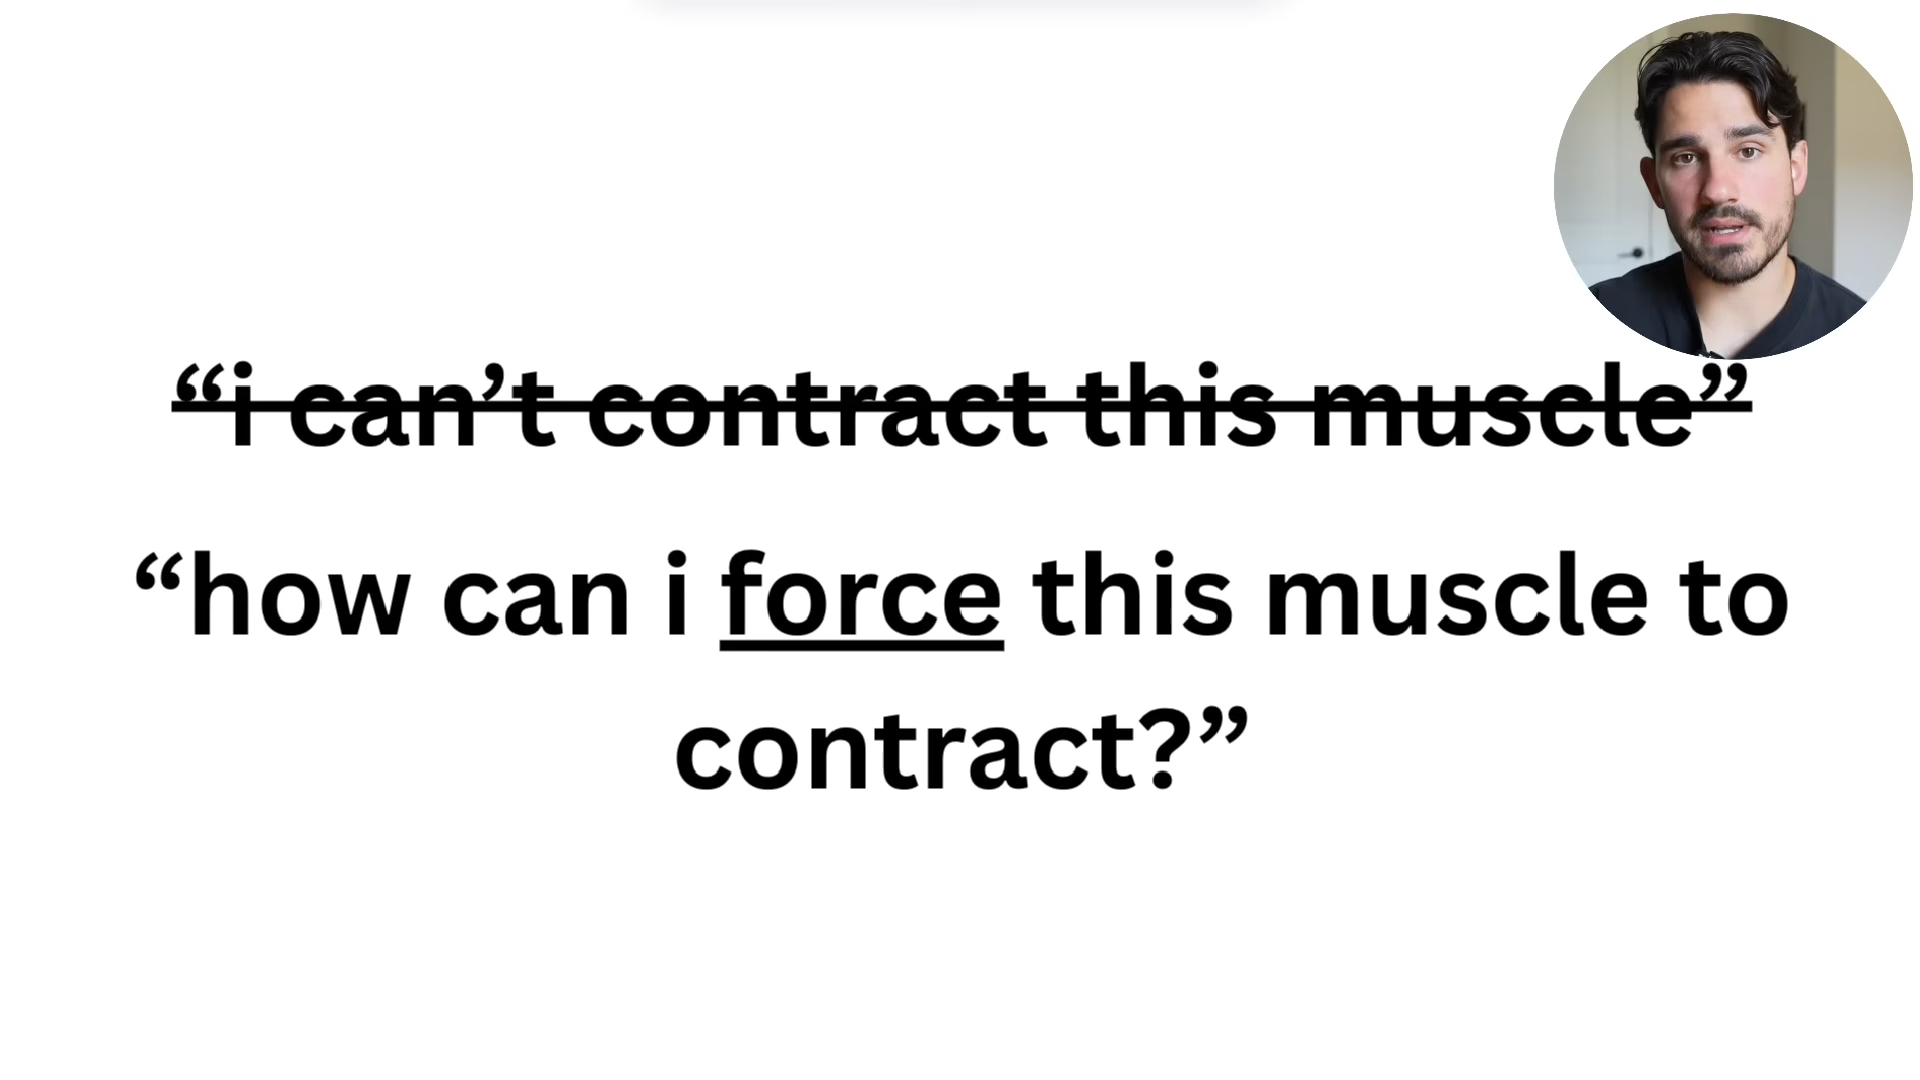 “i can’t contract this muscle”
“how can i force this muscle to
contract?”